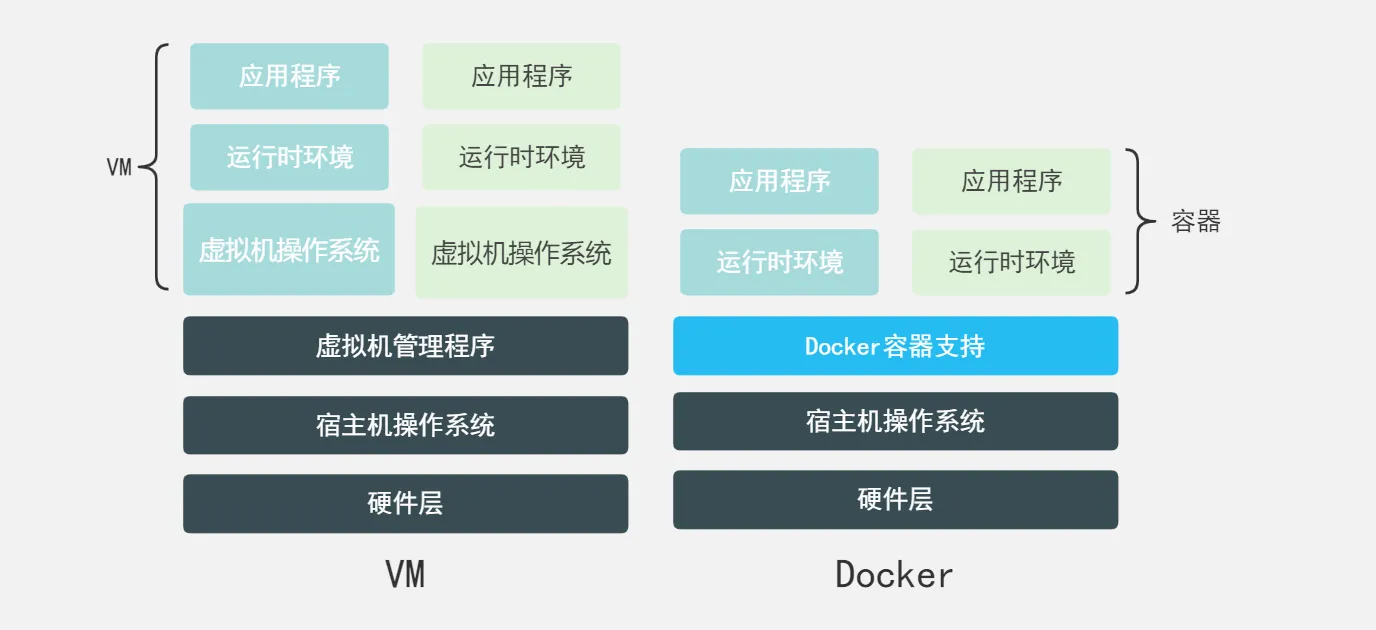 应用程序
应用程序
运行时环境
运行时环境
VM
虚拟机操作系统
虚拟机操作系统
虚拟机管理程序
宿主机操作系统
硬件层
VM
应用程序
应用程序
运行时环境
运行时环境
容器
Docker容器支持
宿主机操作系统
硬件层
Docker